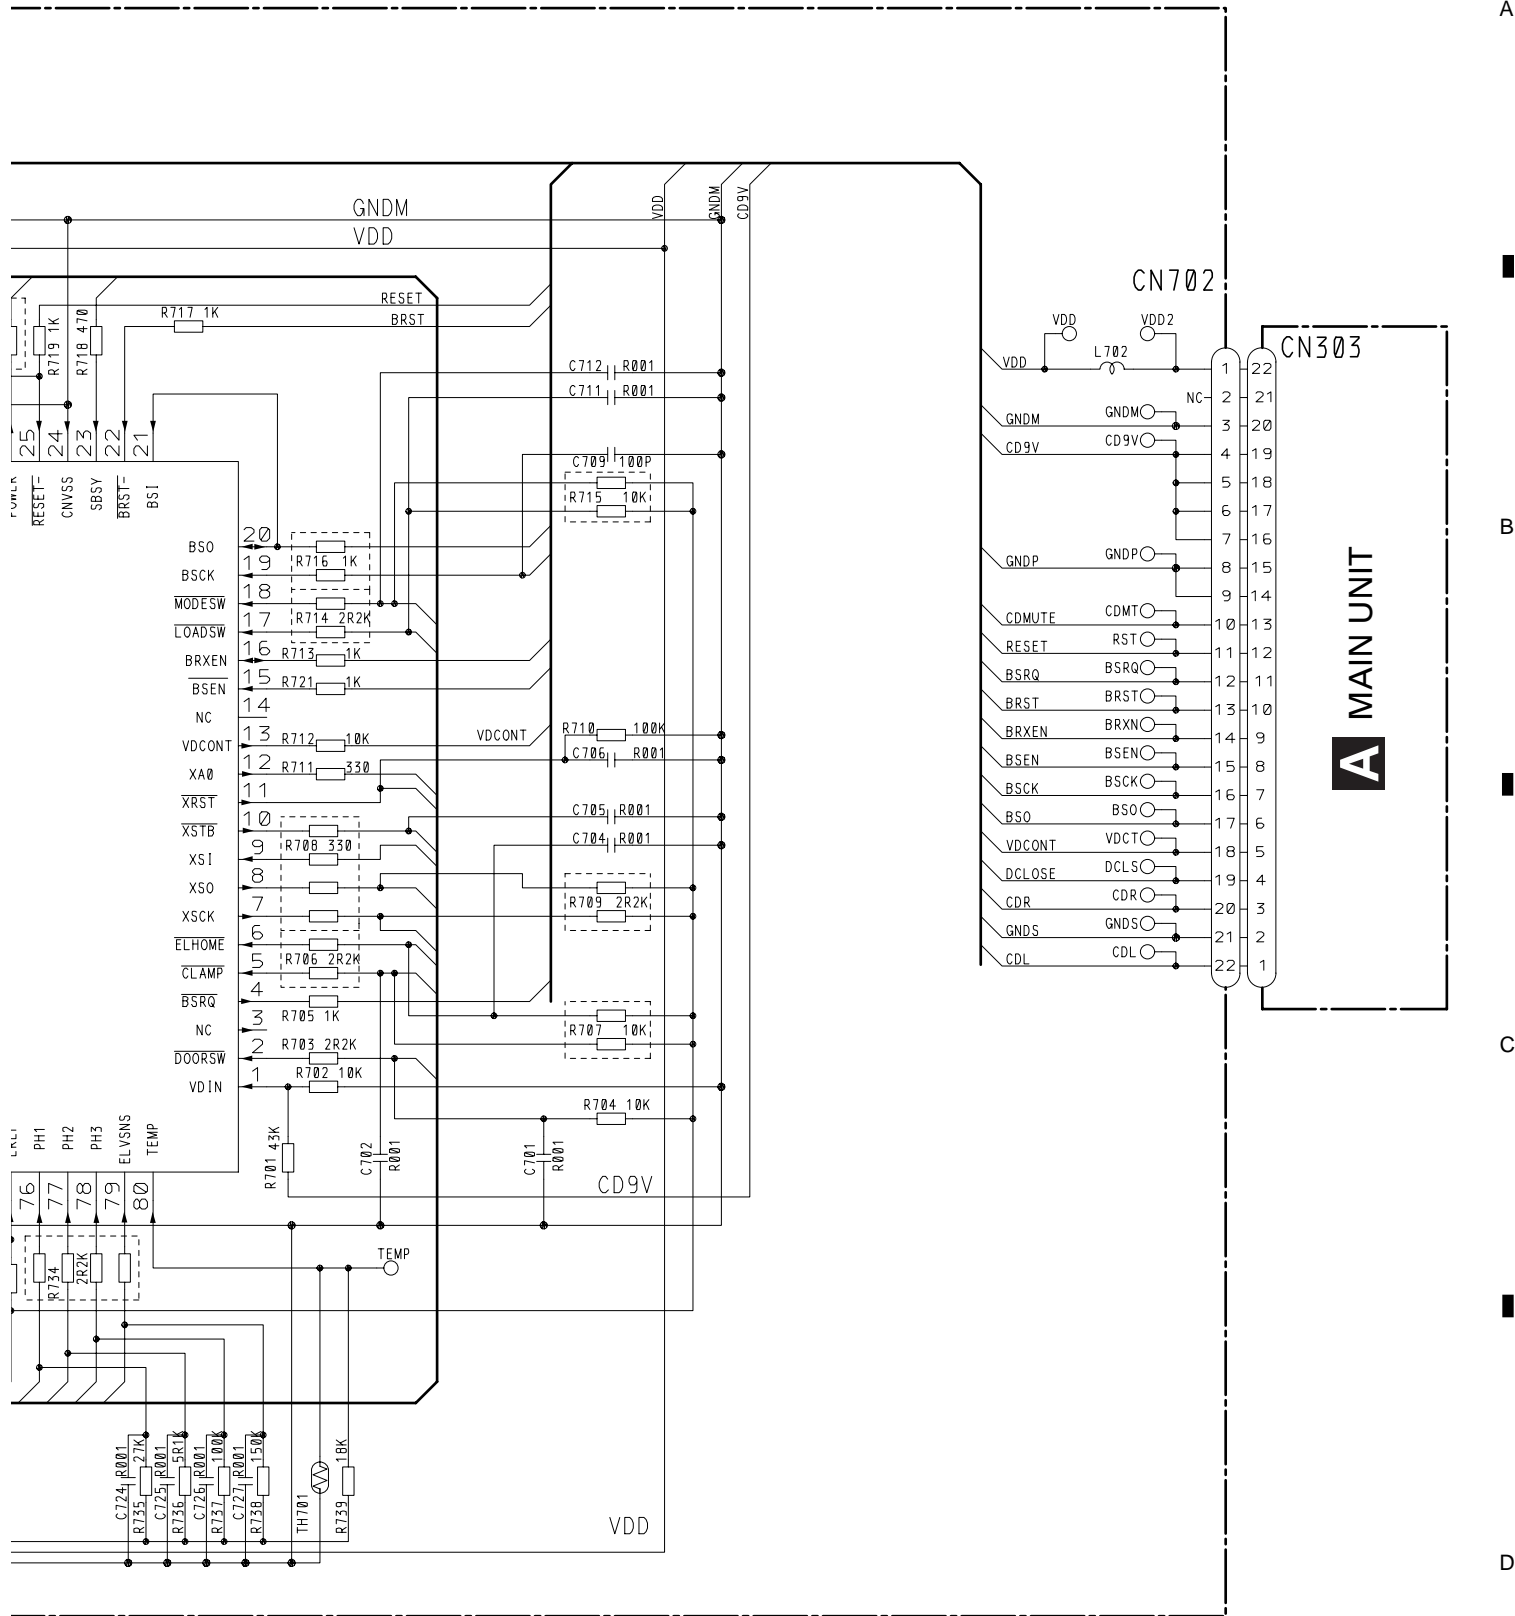 A
GNDM
VDD
VDD
GNDM
CD9V
CN702
RESET
R717 1K
BRST
R719 1K
R718 470
VDD
VDD2
CN303
L702
C712 R001
VDD
1 22
C711 R001
NC 2 21
GNDM
GNDM
3 20
CD9V
CD9V
4 19
25
24
23
22
21
C709 100P
5 18
RESET-
CNVSS
SBSY
BRST-
BSI
R715 10K
6 17
B
BSO
20
7 16
R716 1K
BSCK
19
GNDP
GNDP
8 15
MODESW
18
9 14
R714 2R2K
LOADSW
17
CDMUTE
CDMT
10 13
BRXEN
16
R713 1K
RESET
RST
11 12
BSEN
15
R721 1K
BSRQ
BSRQ
12 11
NC
14
BRST
BRST
13 10
VDCONT
13
R712 10K
VDCONT
R710 100K
BRXEN
BRXN
14 9
C706 R001
XA0
12
R711 330
BSEN
BSEN
15 8
XRST
11
BSCK
BSCK
16 7
XSTB
10
C705 R001
BSO
BSO
17 6
R708 330
C704 R001
XSI
9
VDCONT
VDCT
18 5
XSO
8
DCLOSE
DCLS
19 4
R709 2R2K
XSCK
7
CDR
CDR
20 3
ELHOME
6
GNDS
GNDS
21 2
R706 2R2K
CLAMP
5
CDL
CDL
22 1
A MAIN UNIT
BSRQ
4
R705 1K
NC
3
R707 10K
C
DOORSW
2
R703 2R2K
VDIN
1
R702 10K
R704 10K
PH1
PH2
PH3
ELVSNS
TEMP
R701 43K
C702 R001
C701 R001
CD9V
76
77
78
79
80
R734 2R2K
TEMP
C724 R001
R735 27K
C725 R001
R736 5R1K
C726 R001
R737 100K
C727 R001
R738 150K
TH701
R739 18K
VDD
D